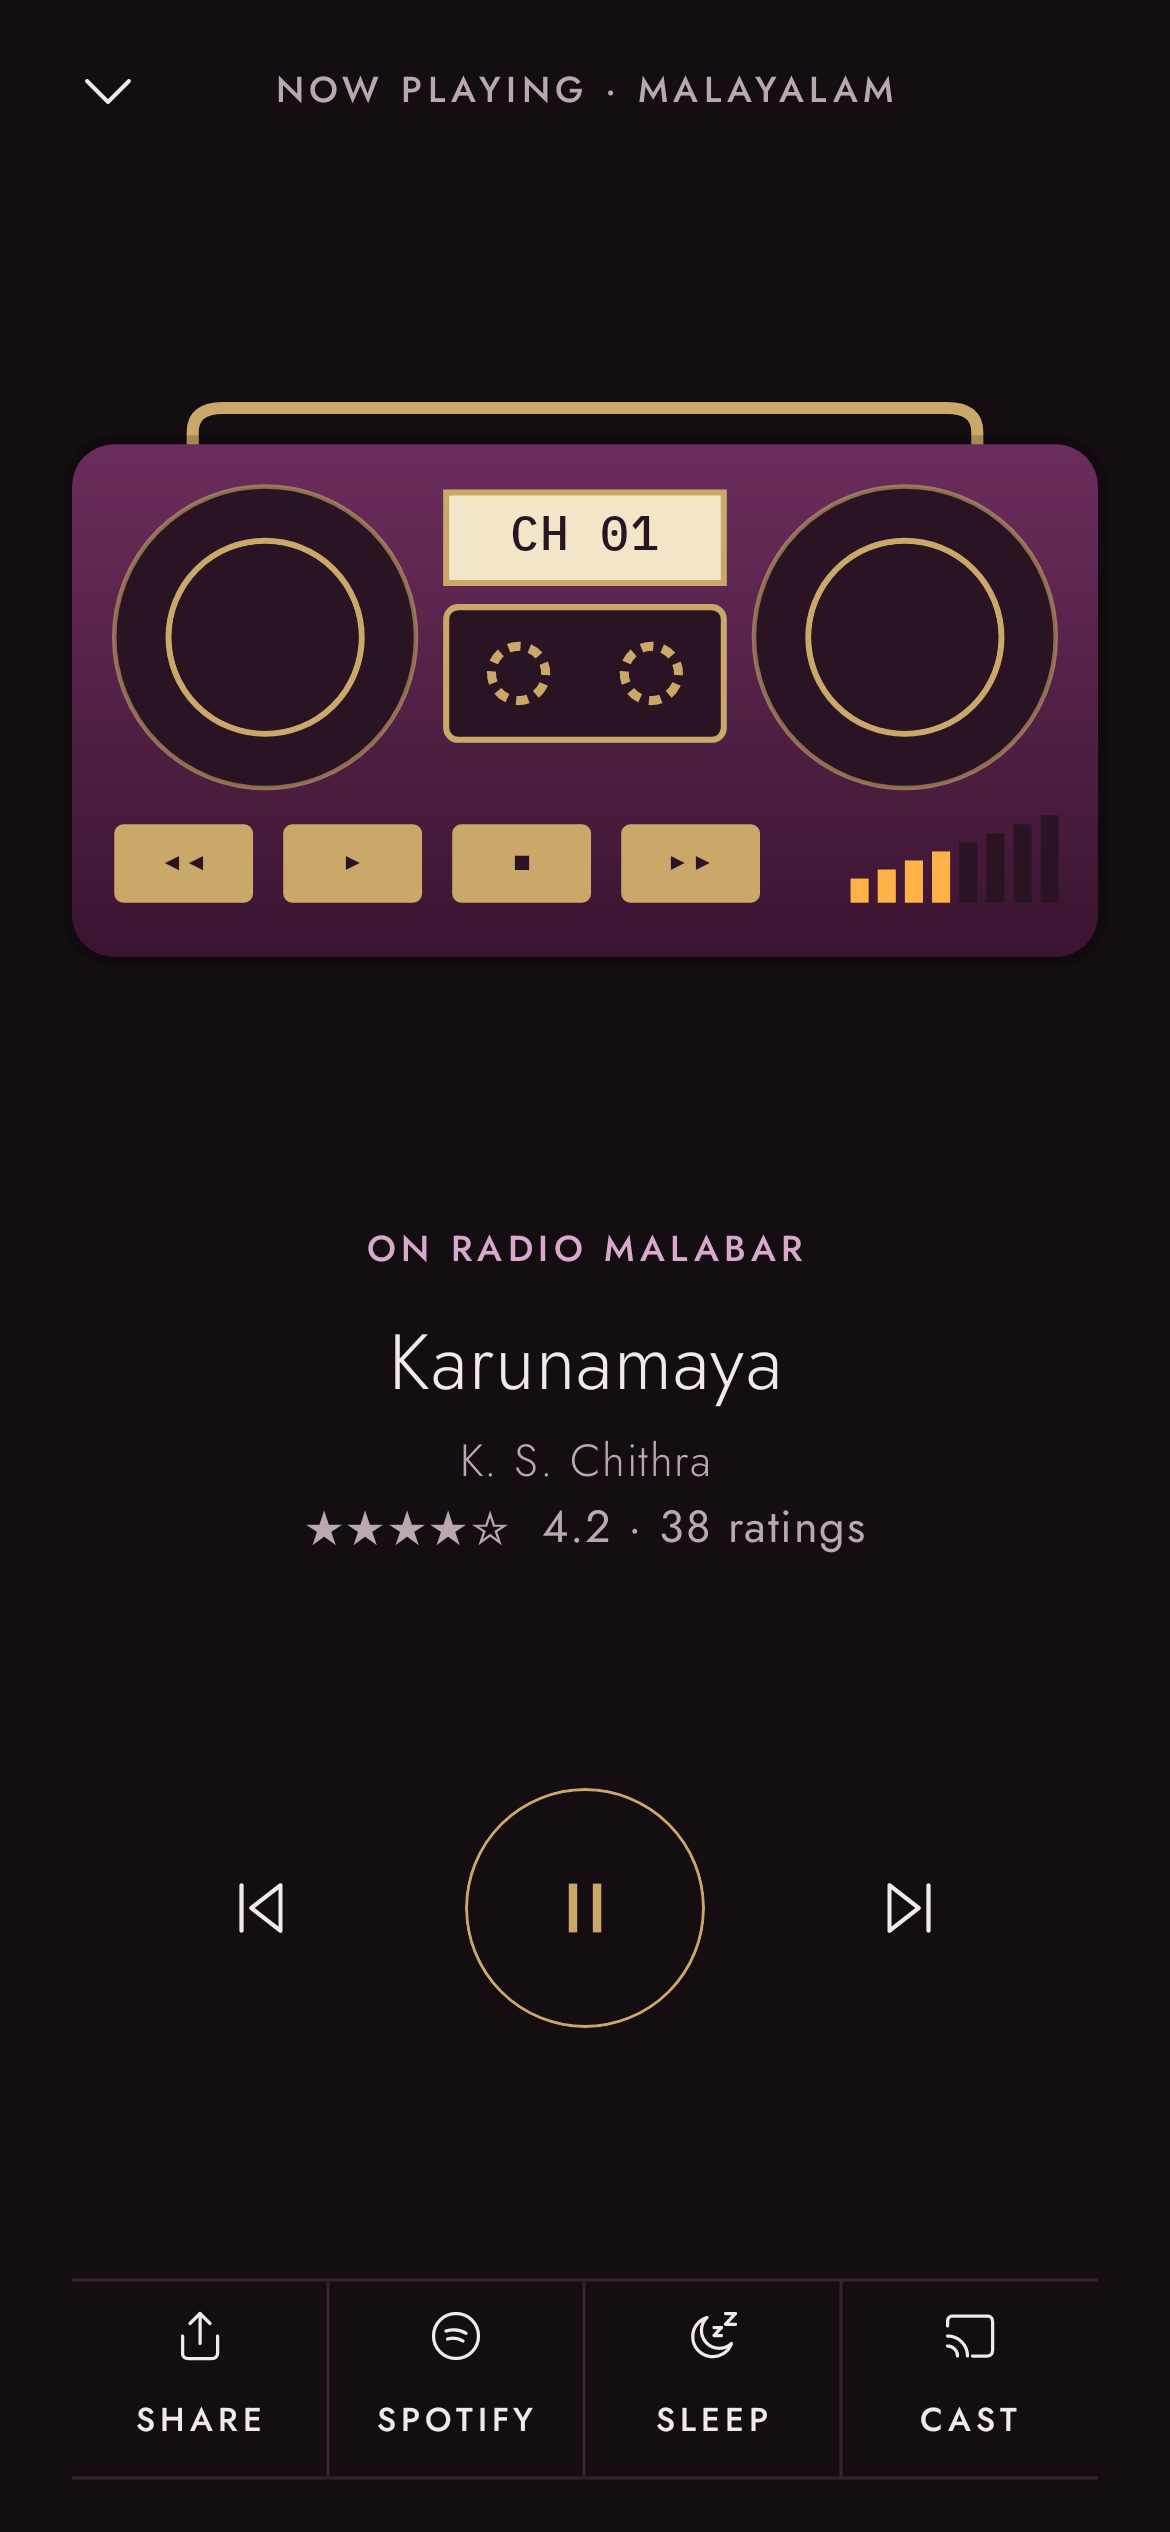 NOW PLAYING · MALAYALAM
CH 01
ON RADIO MALABAR
Karunamaya
K. S. Chithra
★★★★☆ 4.2 · 38 ratings
SHARE SPOTIFY SLEEP CAST